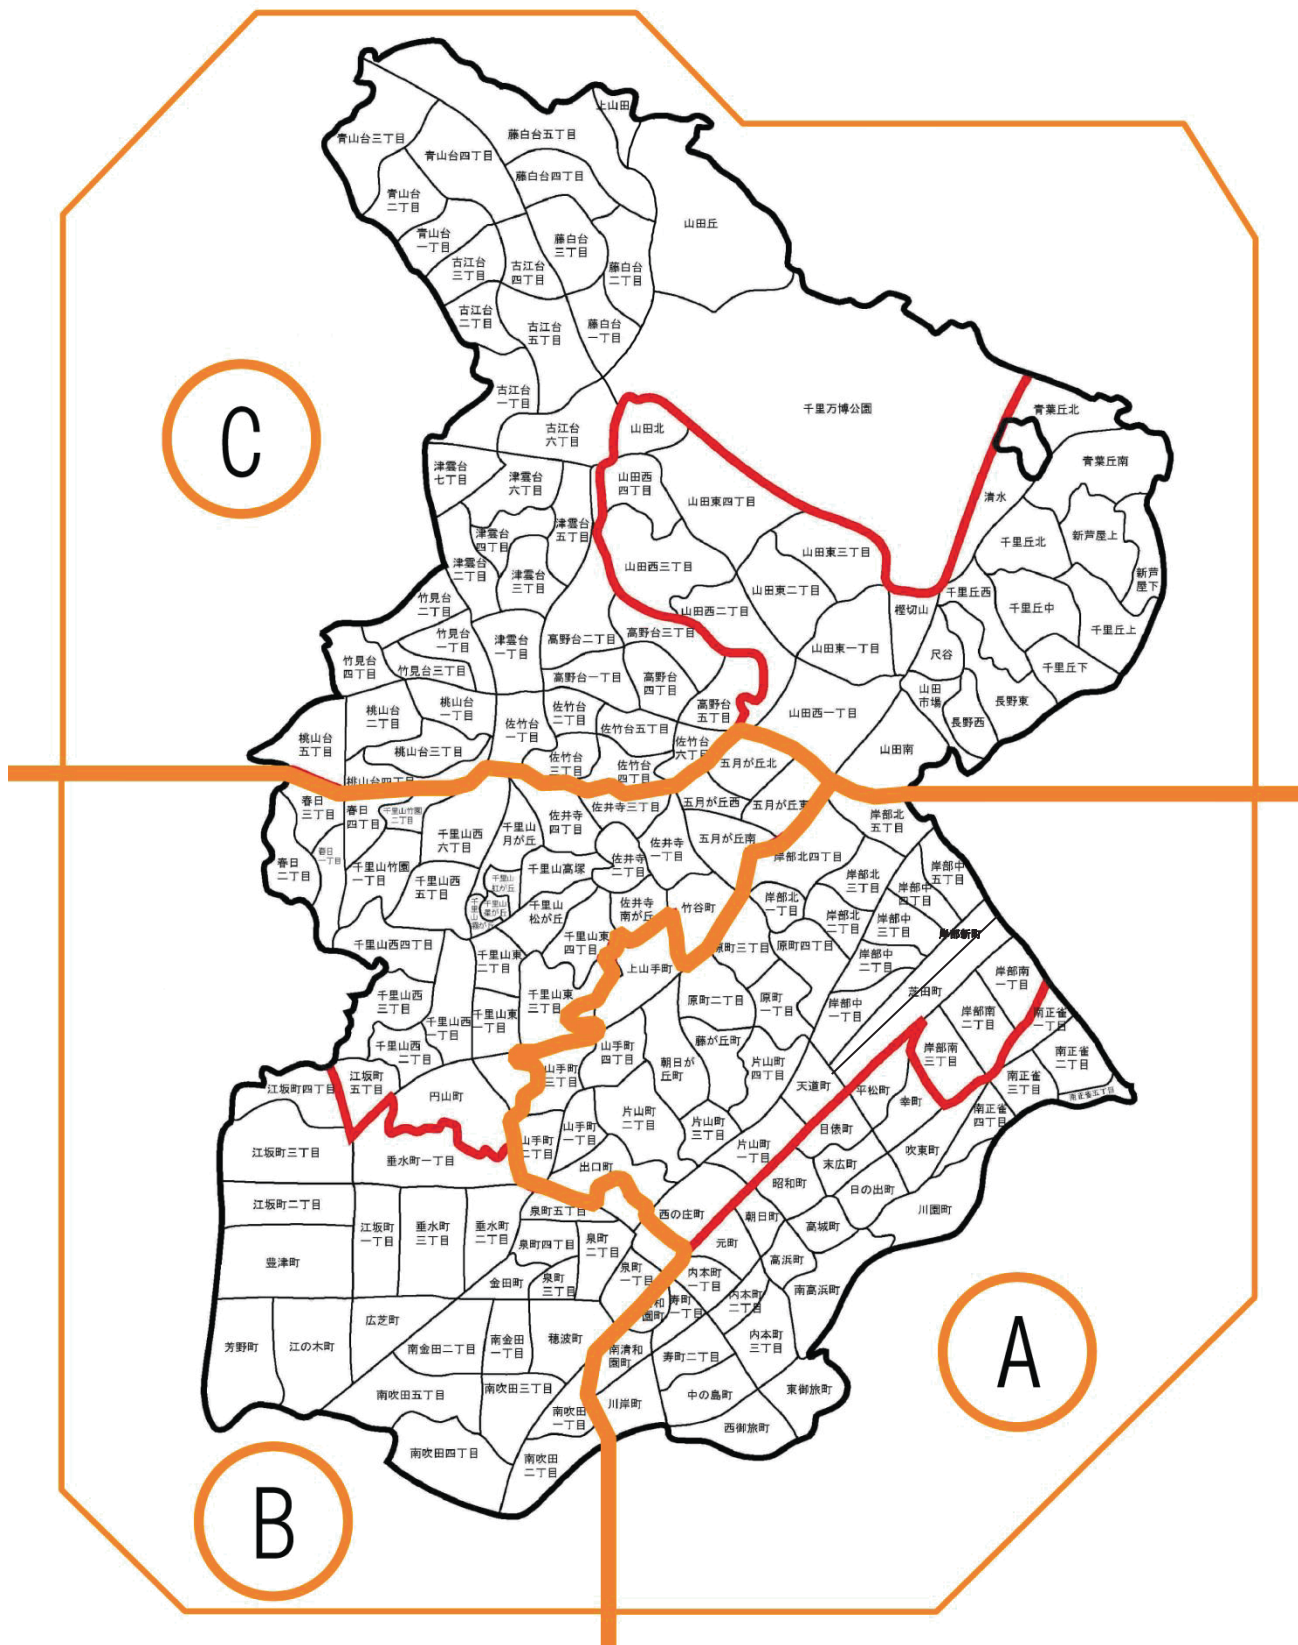 上山田
青山台三丁目
藤白台五丁目
青山台四丁目
藤白台四丁目
青山台
二丁目
山田丘
青山台
一丁目
藤白台
三丁目
古江台
三丁目
古江台
四丁目
藤白台
二丁目
古江台
二丁目
古江台
五丁目
藤白台
一丁目
古江台
一丁目
千里万博公園
青葉丘北
C
古江台
六丁目
山田北
青葉丘南
津雲台
七丁目
津雲台
六丁目
山田西
四丁目
山田東四丁目
清水
津雲台
五丁目
津雲台
四丁目
千里丘北
新芦屋上
山田東三丁目
津雲台
二丁目
津雲台
三丁目
山田西三丁目
山田東二丁目
新芦
屋下
竹見台
二丁目
山田西二丁目
樫切山
千里丘西
千里丘中
千里丘上
竹見台
一丁目
津雲台
一丁目
高野台二丁目
高野台三丁目
山田東一丁目
尺谷
千里丘下
竹見台
四丁目
竹見台三丁目
高野台一丁目
高野台
四丁目
山田
市場
長野東
桃山台
二丁目
桃山台
一丁目
佐竹台
二丁目
高野台
五丁目
山田西一丁目
長野西
桃山台
五丁目
桃山台三丁目
佐竹台
一丁目
佐竹台五丁目
佐竹台
六丁目
山田南
桃山台四丁目
佐竹台
三丁目
佐竹台
四丁目
五月が丘北
春日
三丁目
春日
四丁目
千里山竹園
二丁目
佐井寺三丁目
五月が丘西
五月が丘東
岸部北
五丁目
千里山西
六丁目
千里山
月が丘
佐井寺
四丁目
五月が丘南
春日
一丁目
春日
二丁目
千里山竹園
一丁目
千里山西
五丁目
千里山高塚
佐井寺
二丁目
佐井寺
一丁目
岸部北四丁目
岸部中
五丁目
千里山
虹が丘
岸部北
三丁目
岸部中
四丁目
千里山
星が丘
千里山
霧が丘
千里山
松が丘
佐井寺
南が丘
竹谷町
岸部北
一丁目
岸部北
二丁目
岸部中
三丁目
岸部新町
千里山西四丁目
千里山東
四丁目
原町三丁目
原町四丁目
千里山東
二丁目
上山手町
岸部中
二丁目
岸部南
一丁目
千里山西
三丁目
千里山東
三丁目
原町二丁目
原町
一丁目
岸部中
一丁目
芝田町
千里山西
一丁目
千里山東
一丁目
岸部南
二丁目
南正雀
一丁目
千里山西
二丁目
山手町
四丁目
藤が丘町
岸部南
三丁目
南正雀
二丁目
江坂町四丁目
江坂町
五丁目
円山町
山手町
三丁目
朝日が
丘町
片山町
四丁目
天道町
平松町
幸町
南正雀
三丁目
南正雀五丁目
南正雀
四丁目
片山町
二丁目
片山町
三丁目
目俵町
山手町
一丁目
山手町
二丁目
片山町
一丁目
吹東町
江坂町三丁目
垂水町一丁目
出口町
末広町
昭和町
日の出町
江坂町二丁目
泉町五丁目
西の庄町
朝日町
高城町
川園町
江坂町
一丁目
垂水町
三丁目
垂水町
二丁目
泉町四丁目
泉町
二丁目
元町
高浜町
豊津町
金田町
泉町
三丁目
泉町
一丁目
内本町
一丁目
南高浜町
内本町
二丁目
寿町
一丁目
広芝町
芳野町
江の木町
南金田二丁目
南金田
一丁目
穂波町
南清和
園町
寿町二丁目
内本町
三丁目
A
南吹田五丁目
南吹田三丁目
中の島町
東御旅町
南吹田
一丁目
川岸町
西御旅町
南吹田四丁目
南吹田
二丁目
B